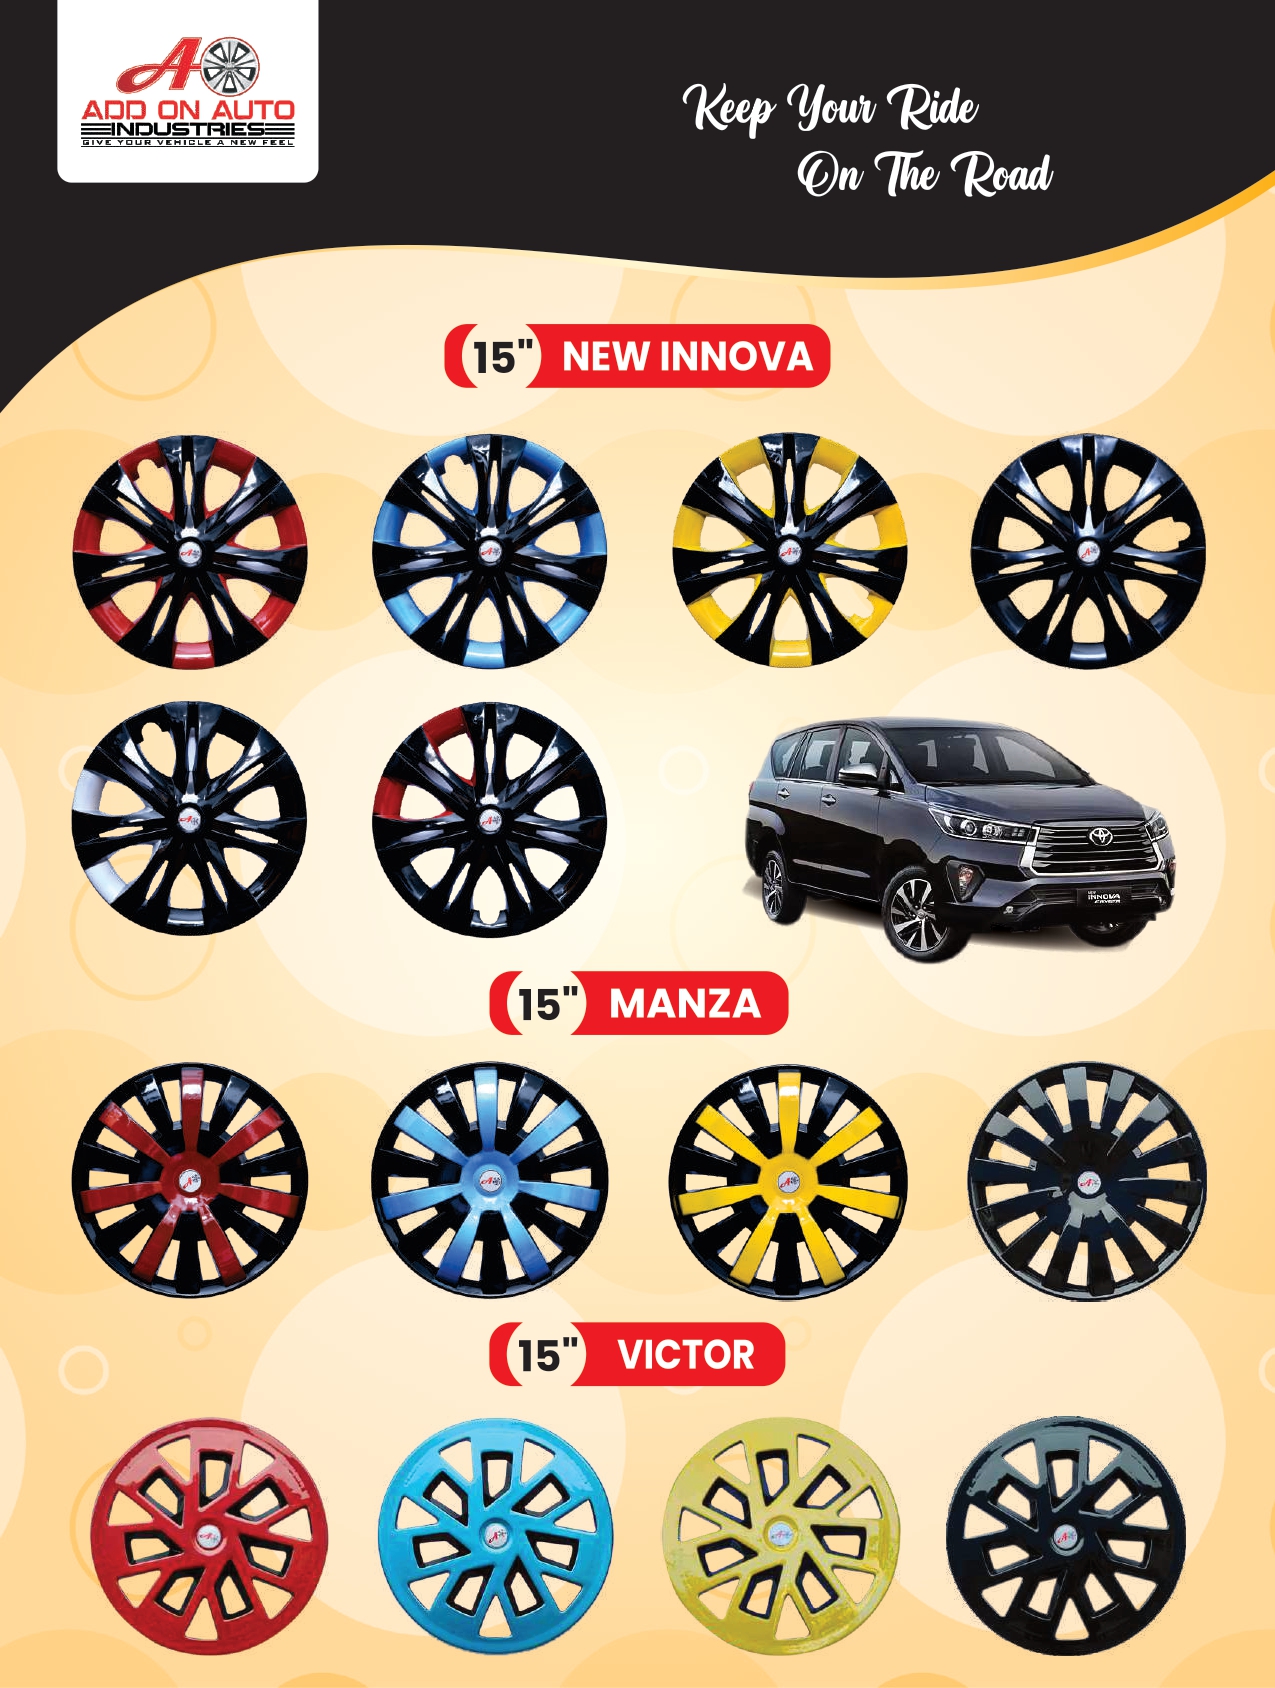 A
ADD ON AUTO
INDUSTRIES
GIVE YOUR VEHICLE A NEW FEEL
Keep Your Ride
On The Road
15" NEW INNOVA
INNOVA
15" MANZA
15" VICTOR